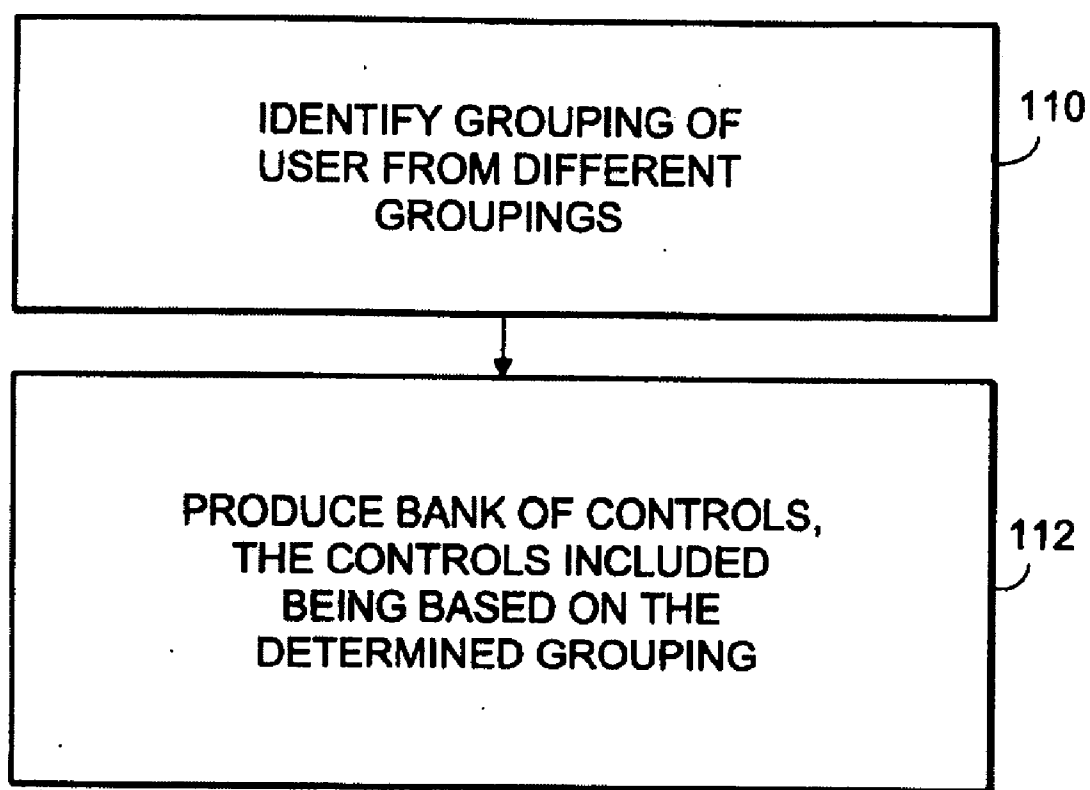 IDENTIFY GROUPING OF
USER FROM DIFFERENT
GROUPINGS
110
PRODUCE BANK OF CONTROLS,
THE CONTROLS INCLUDED
BEING BASED ON THE
DETERMINED GROUPING
112